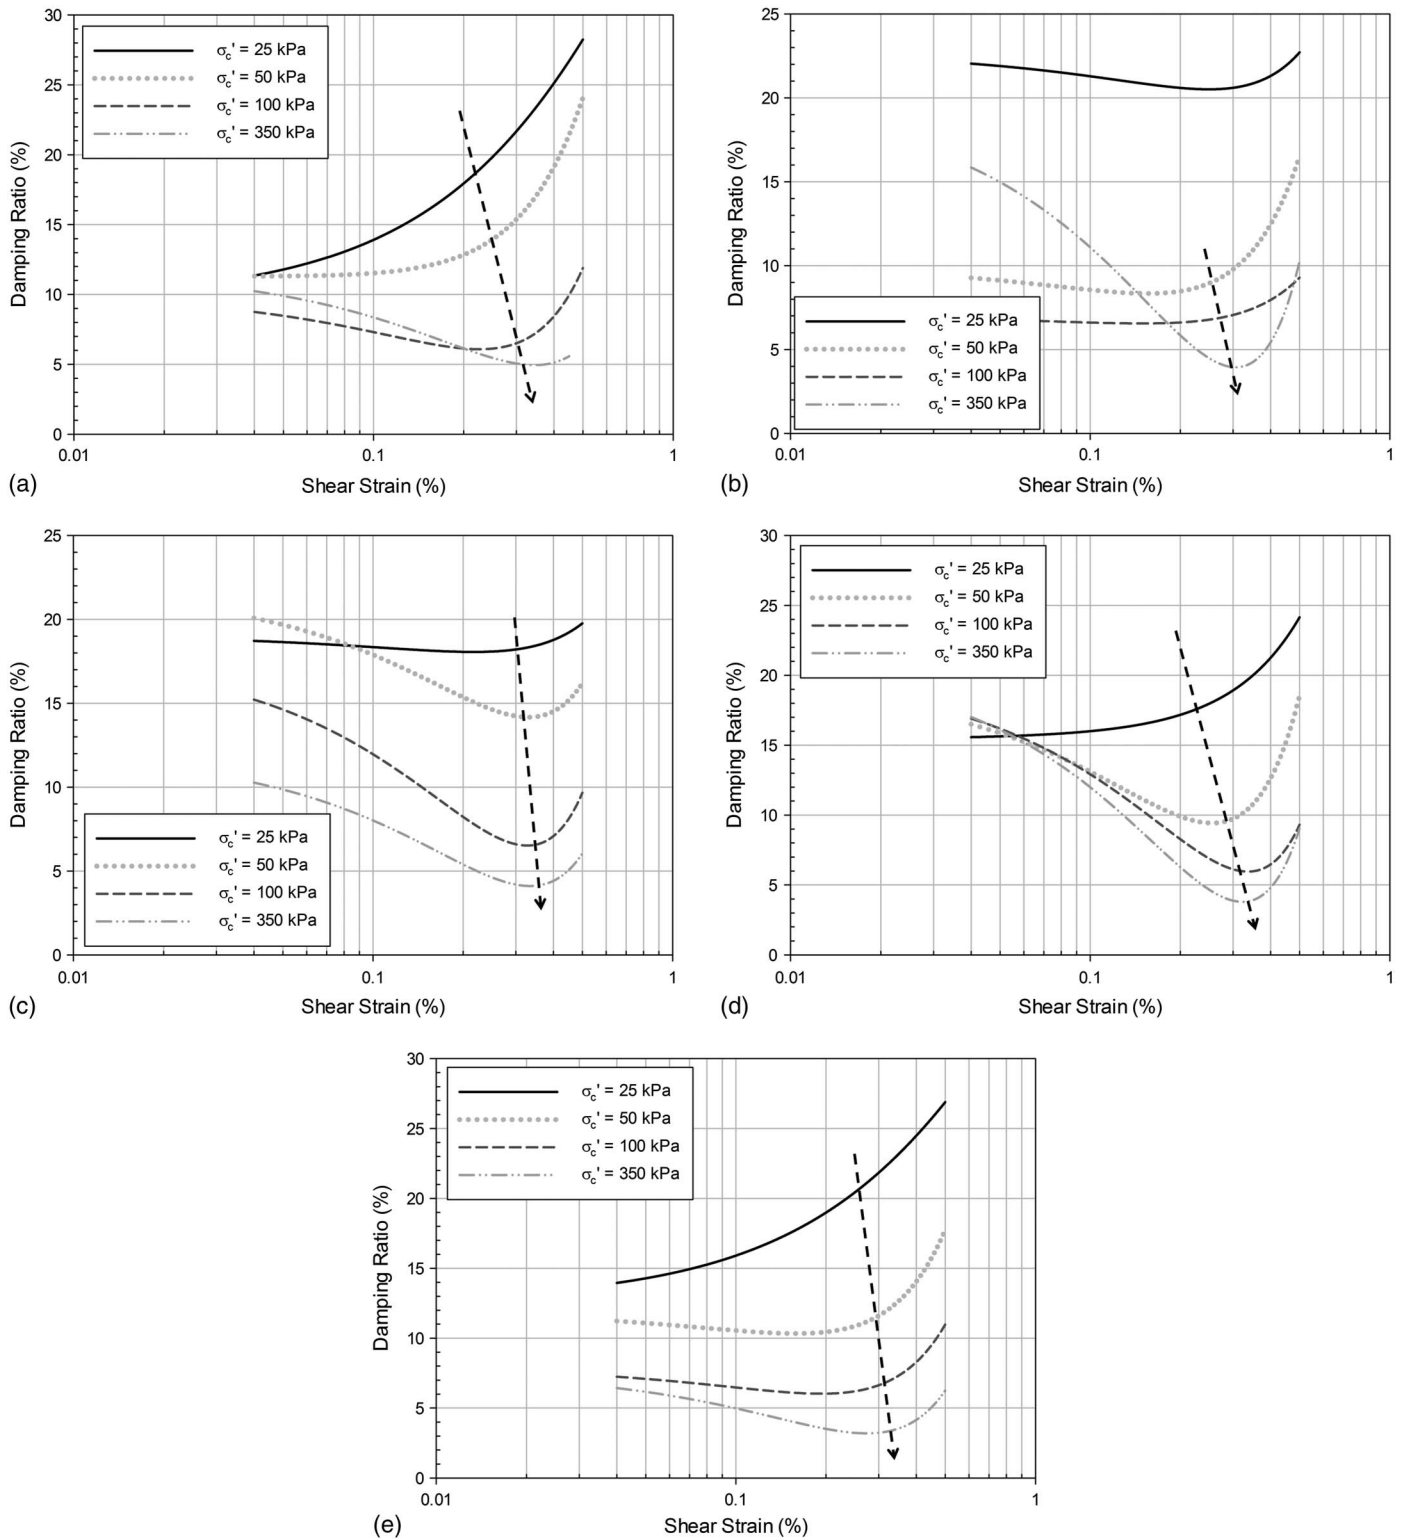 30
25
20
15
10
5
0
Damping Ratio (%)
σc' = 25 kPa
σc' = 50 kPa
σc' = 100 kPa
σc' = 350 kPa
0.01
0.1
1
Shear Strain (%)
(a)
25
20
15
10
5
0
Damping Ratio (%)
σc' = 25 kPa
σc' = 50 kPa
σc' = 100 kPa
σc' = 350 kPa
0.01
0.1
1
Shear Strain (%)
(b)
25
20
15
10
5
0
Damping Ratio (%)
σc' = 25 kPa
σc' = 50 kPa
σc' = 100 kPa
σc' = 350 kPa
0.01
0.1
1
Shear Strain (%)
(c)
30
25
20
15
10
5
0
Damping Ratio (%)
σc' = 25 kPa
σc' = 50 kPa
σc' = 100 kPa
σc' = 350 kPa
0.01
0.1
1
Shear Strain (%)
(d)
30
25
20
15
10
5
0
Damping Ratio (%)
σc' = 25 kPa
σc' = 50 kPa
σc' = 100 kPa
σc' = 350 kPa
0.01
0.1
1
Shear Strain (%)
(e)